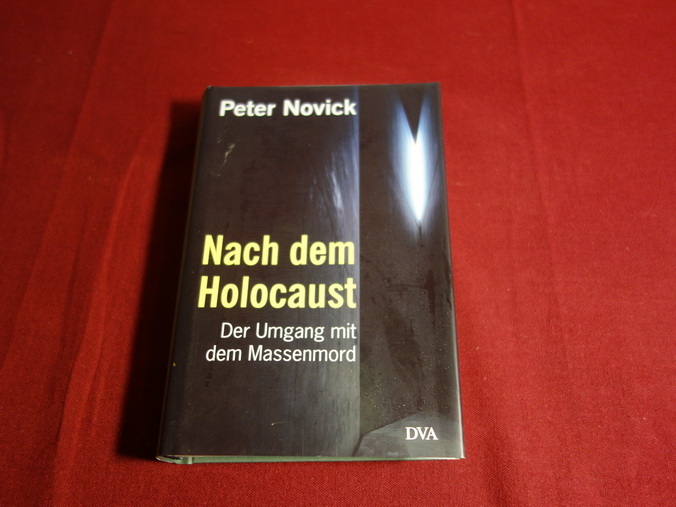 Peter Novick
Nach dem
Holocaust
Der Umgang mit
dem Massenmord
DVA